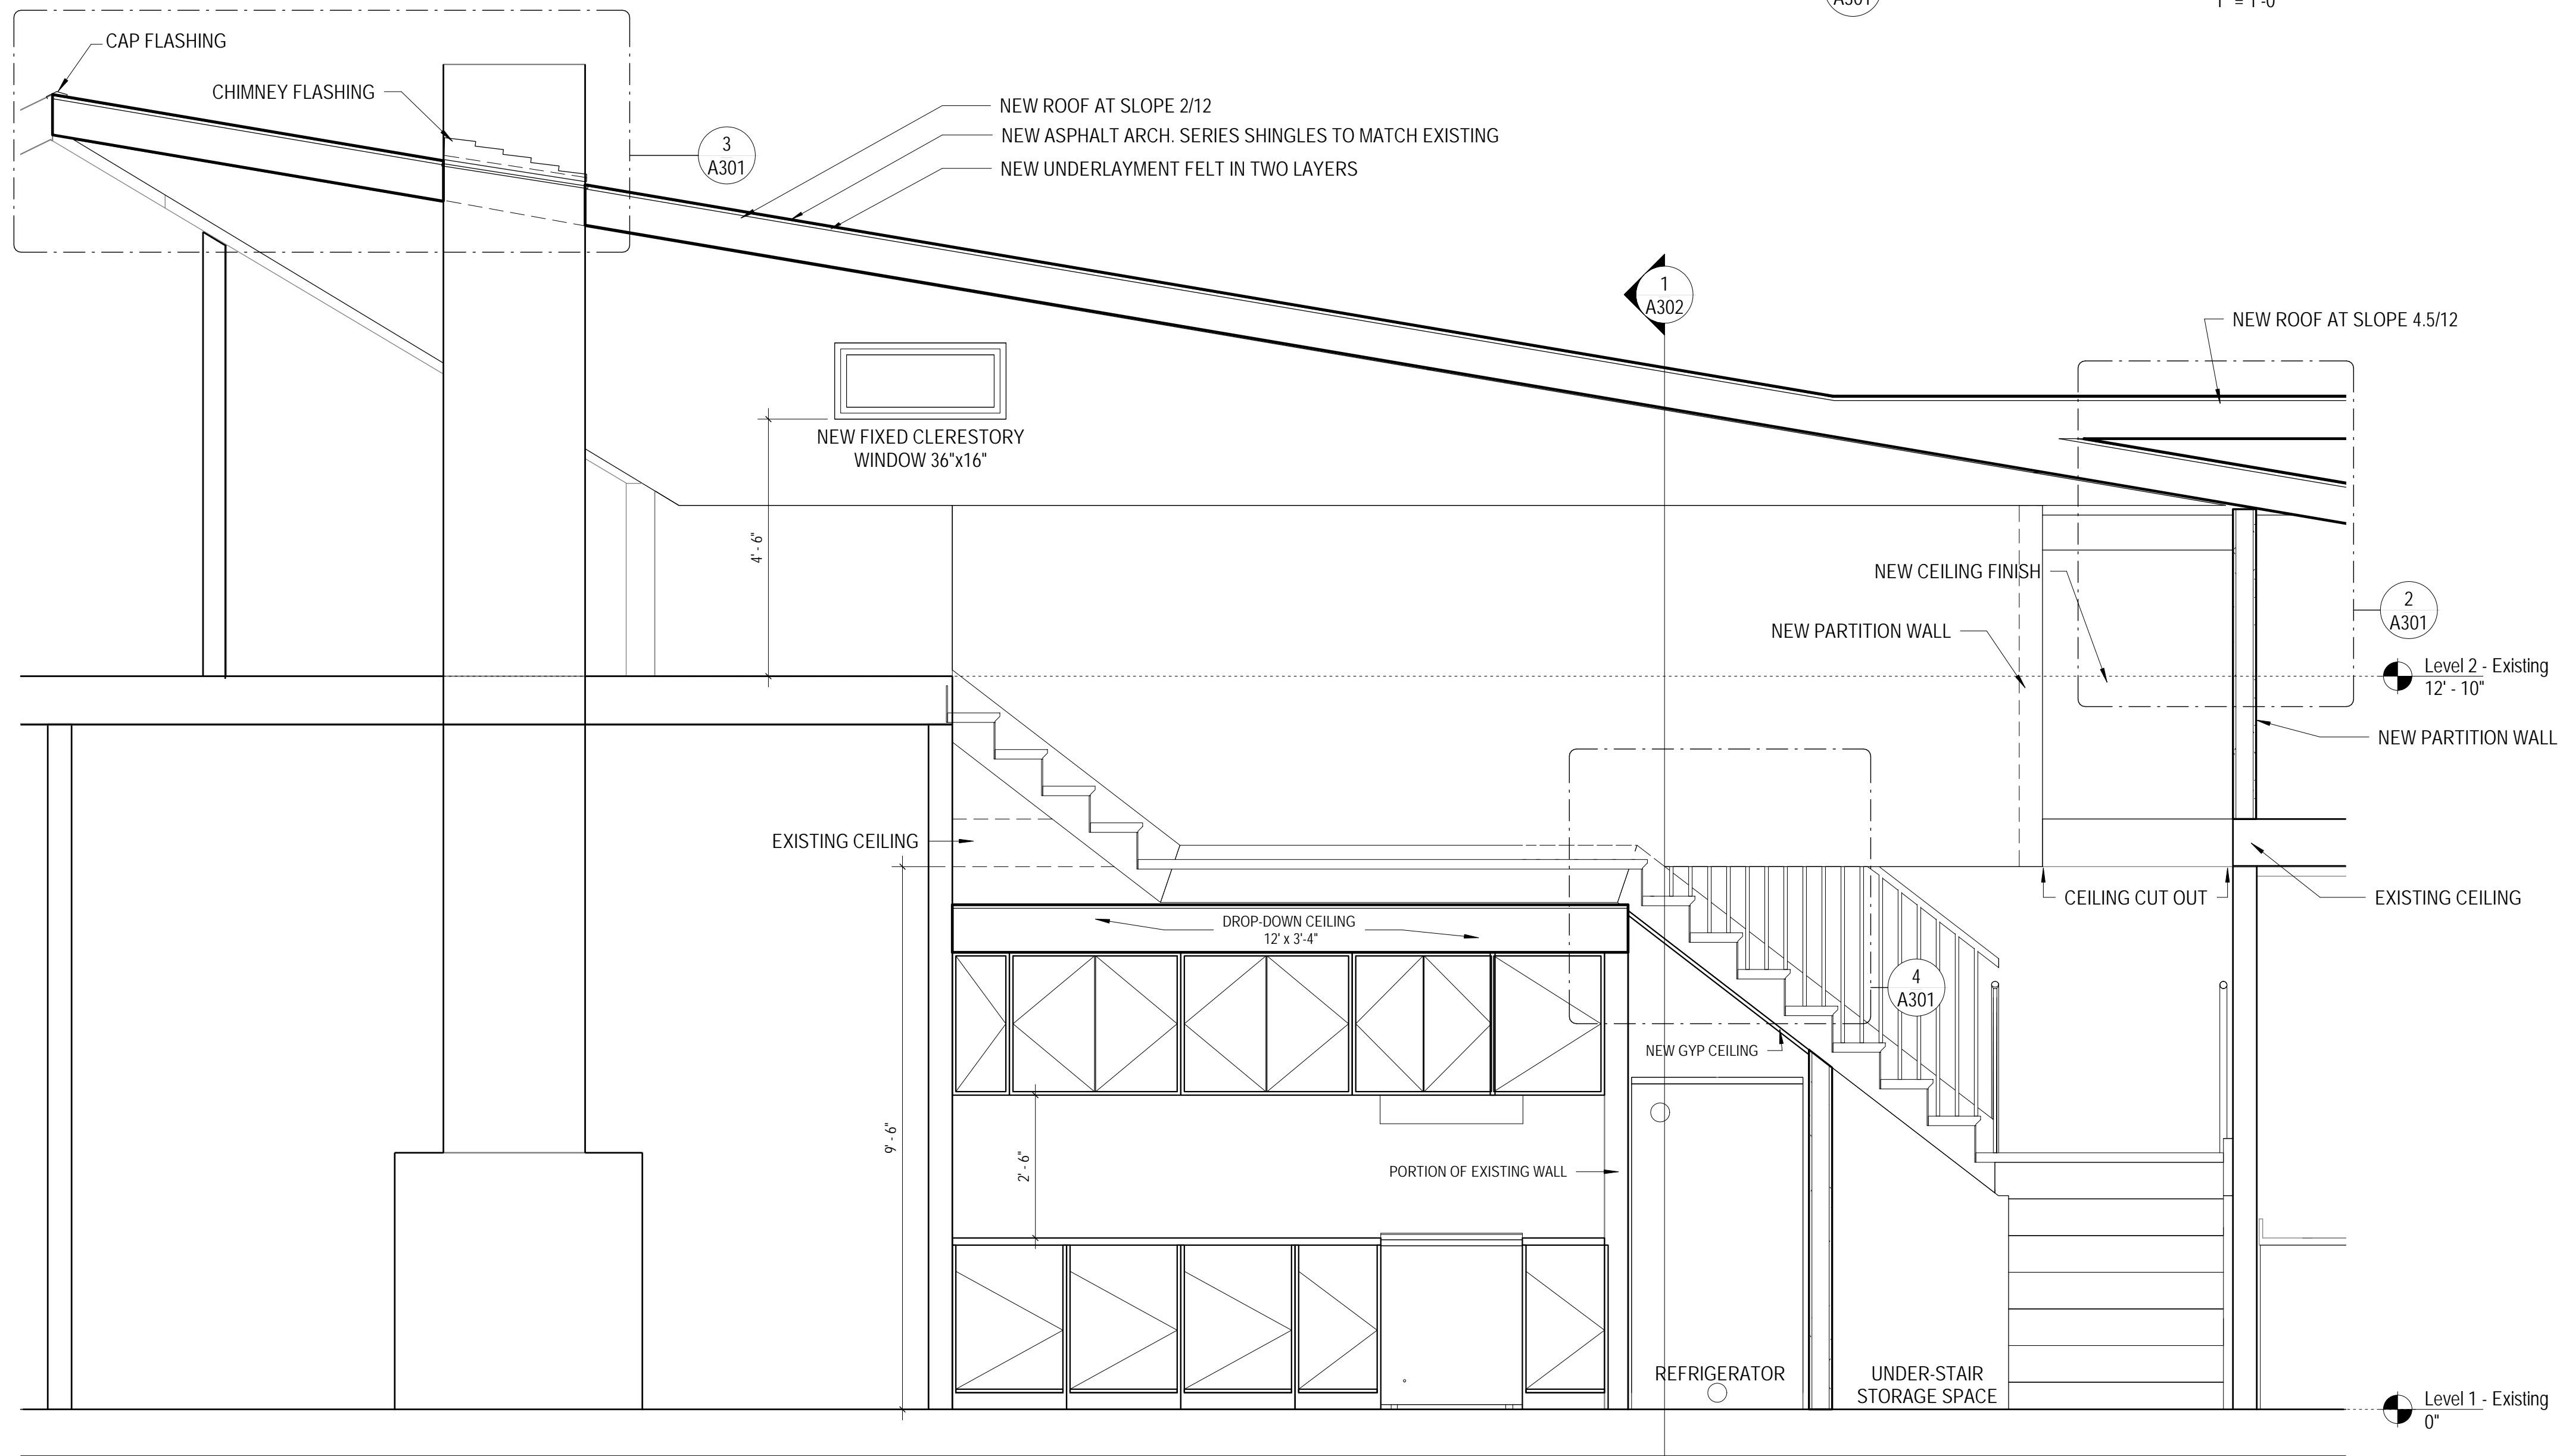 A301
1" = 1'-0"
CAP FLASHING
CHIMNEY FLASHING
3
A301
NEW ROOF AT SLOPE 2/12
NEW ASPHALT ARCH. SERIES SHINGLES TO MATCH EXISTING
NEW UNDERLAYMENT FELT IN TWO LAYERS
1
A302
NEW ROOF AT SLOPE 4.5/12
NEW FIXED CLERESTORY
WINDOW 36"x16"
4' - 6"
NEW CEILING FINISH
2
A301
NEW PARTITION WALL
Level 2 - Existing
12' - 10"
NEW PARTITION WALL
EXISTING CEILING
CEILING CUT OUT
EXISTING CEILING
DROP-DOWN CEILING
12' x 3'-4"
4
A301
NEW GYP CEILING
9' - 6"
2' - 6"
PORTION OF EXISTING WALL
REFRIGERATOR
UNDER-STAIR
STORAGE SPACE
Level 1 - Existing
0"